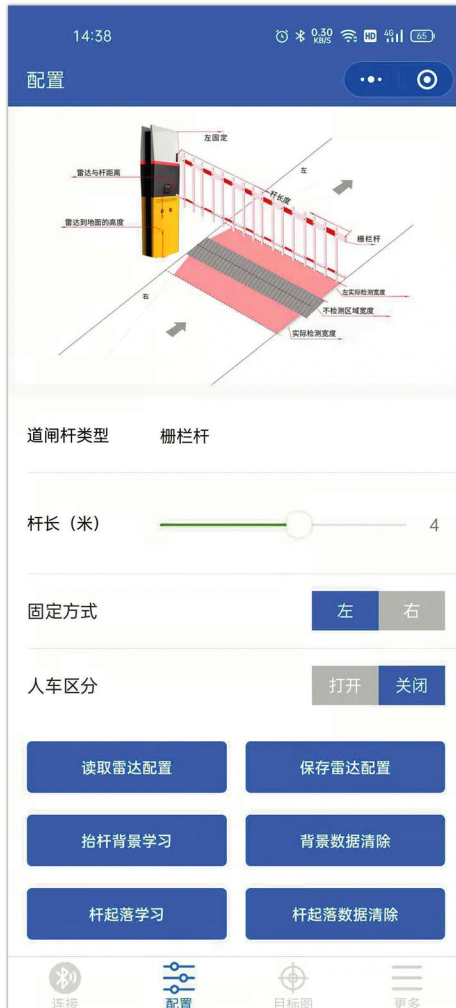 14:38
0.30 KB/S HD 4G 65
配置
左固定
左
雷达与杆距离
杆长度
雷达到地面的高度
栅栏杆
左实际检测宽度
右
不检测区域宽度
实际检测宽度
道闸杆类型 栅栏杆
杆长（米） 4
固定方式 左 右
人车区分 打开 关闭
读取雷达配置 保存雷达配置
抬杆背景学习 背景数据清除
杆起落学习 杆起落数据清除
连接 配置 目标图 更多